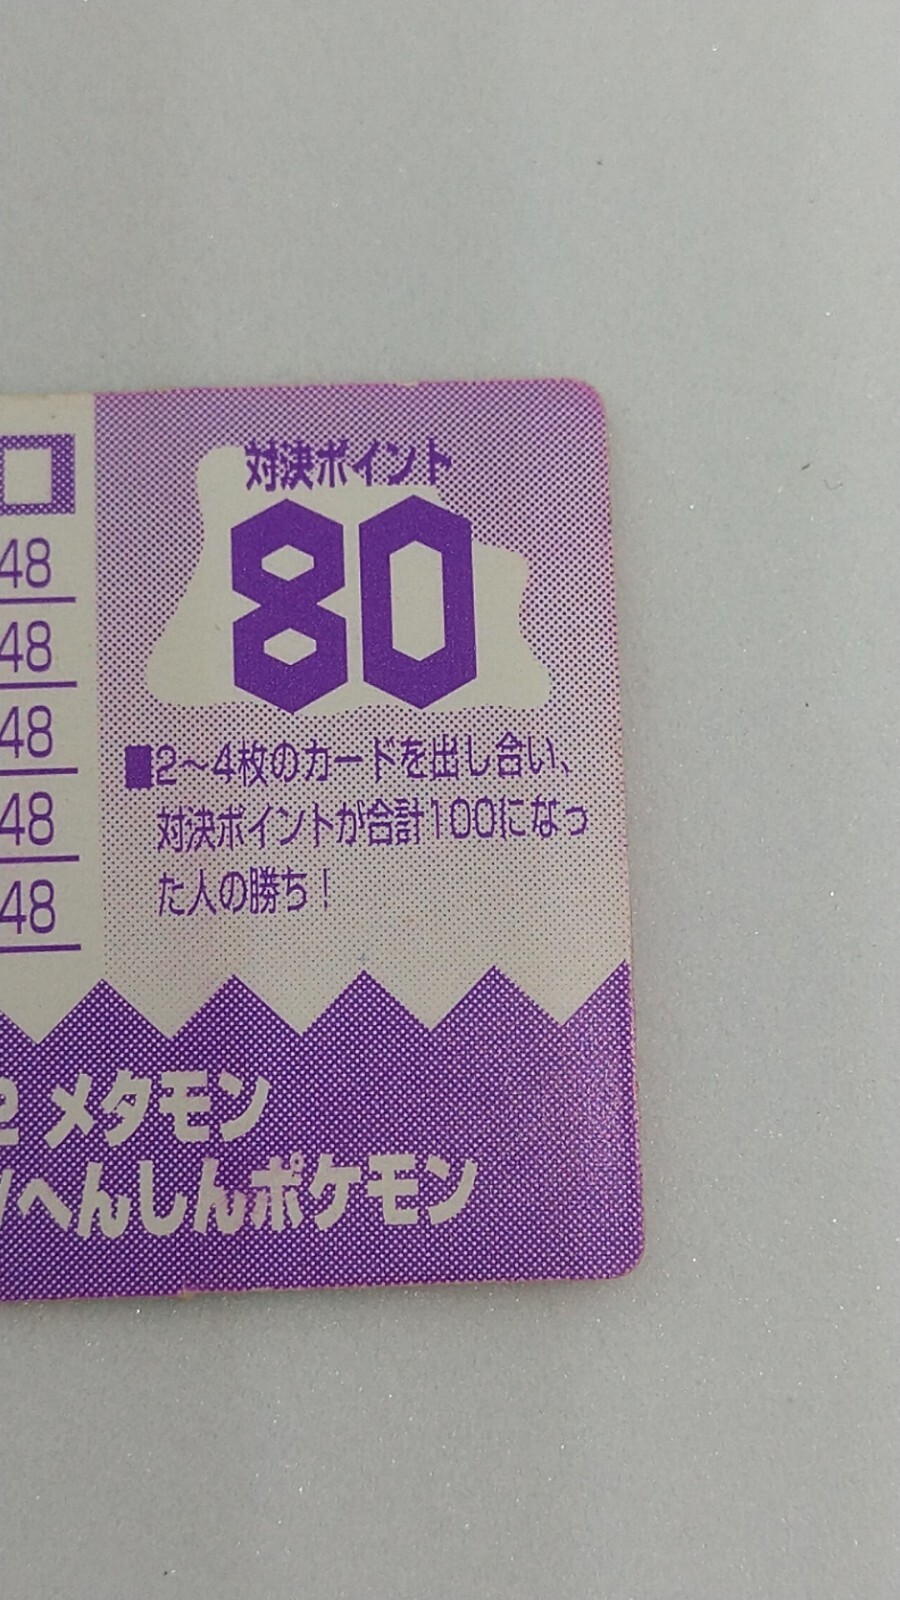 対決ポイント
80
48
48
48
48
48
■2～4枚のカードを出し合い、
対決ポイントが合計100になっ
た人の勝ち！
2 メタモン
/へんしんポケモン